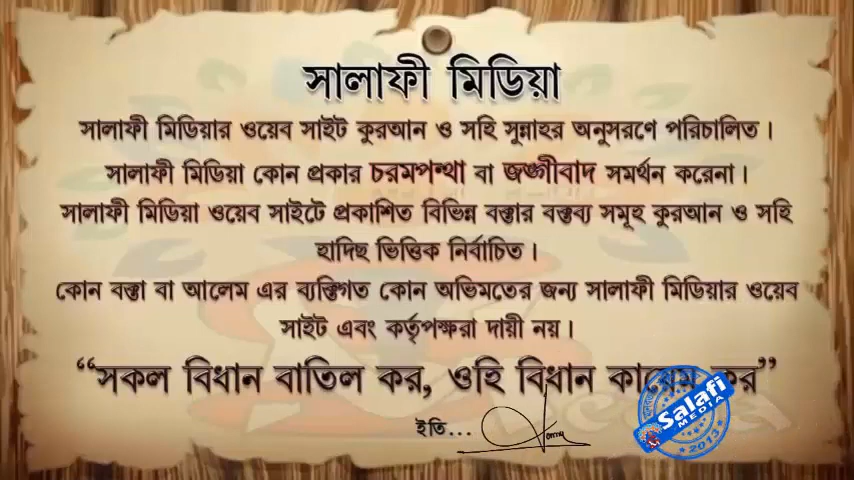 সালাফী মিডিয়া
সালাফী মিডিয়ার ওয়েব সাইট কুরআন ও সহি সুন্নাহর অনুসরণে পরিচালিত।
সালাফী মিডিয়া কোন প্রকার চরমপন্থা বা জঙ্গীবাদ সমর্থন করেনা।
সালাফী মিডিয়া ওয়েব সাইটে প্রকাশিত বিভিন্ন বক্তার বক্তব্য সমূহ কুরআন ও সহি
হাদিছ ভিত্তিক নির্বাচিত।
কোন বক্তা বা আলেম এর ব্যক্তিগত কোন অভিমতের জন্য সালাফী মিডিয়ার ওয়েব
সাইট এবং কর্তৃপক্ষরা দায়ী নয়।
“সকল বিধান বাতিল কর, ওহি বিধান কায়েম কর”
ইতি...
Salafi
MEDIA
2013